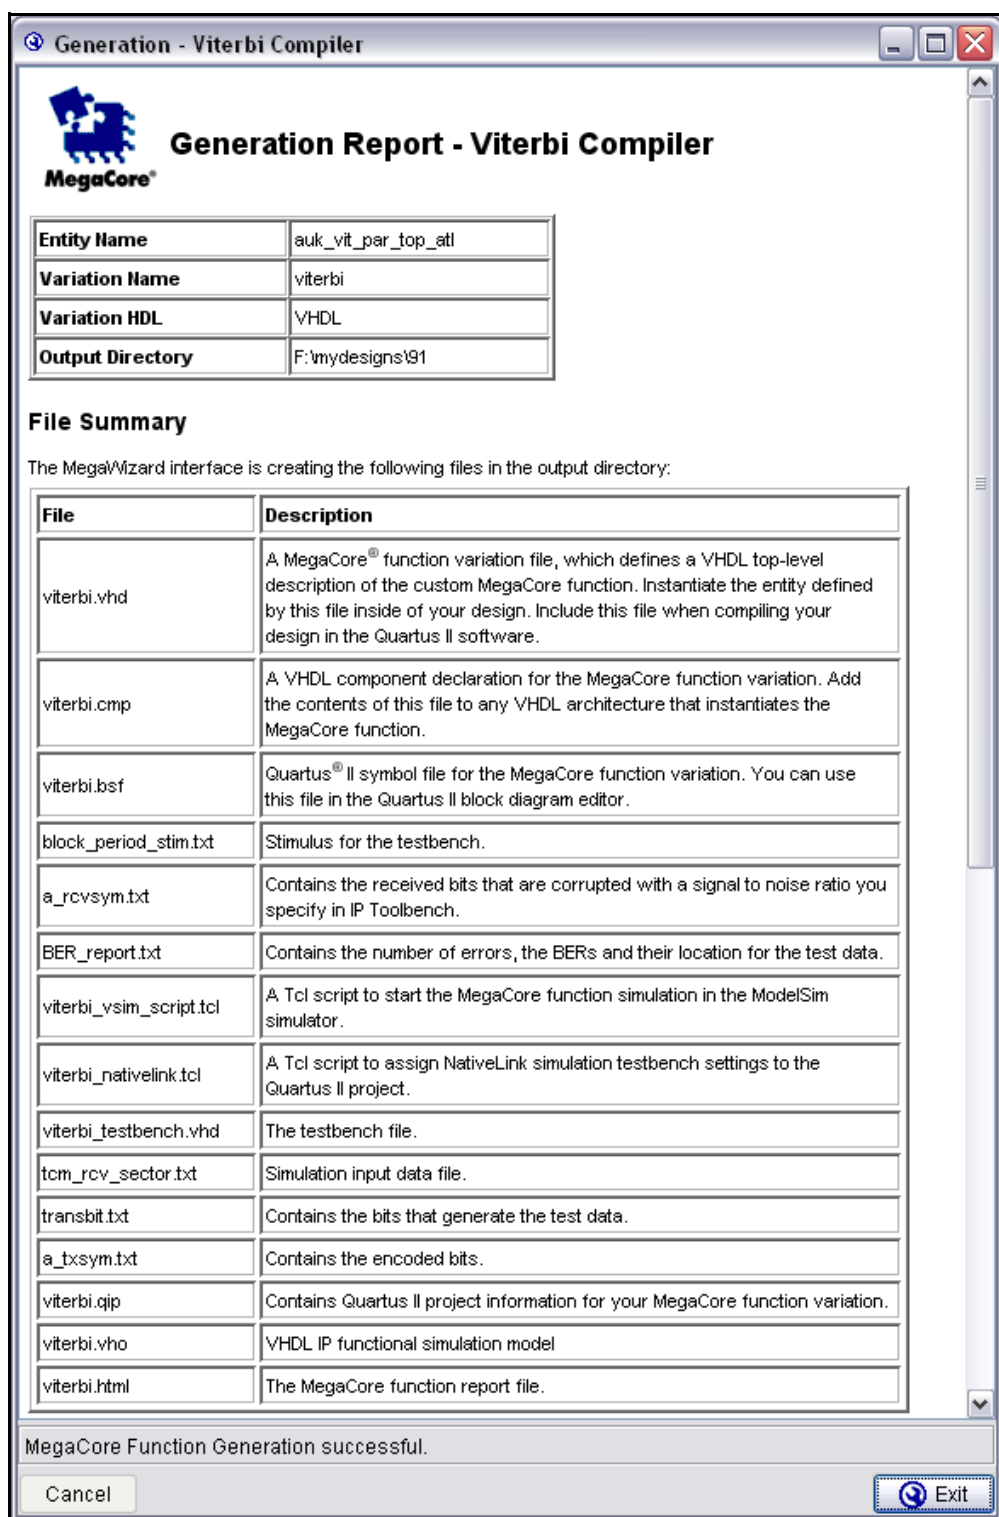 Generation - Viterbi Compiler
MegaCore®
Generation Report - Viterbi Compiler
Entity Name auk_vit_par_top_atl
Variation Name viterbi
Variation HDL VHDL
Output Directory F:\mydesigns\91
File Summary
The MegaWizard interface is creating the following files in the output directory:
File Description
viterbi.vhd
A MegaCore® function variation file, which defines a VHDL top-level
description of the custom MegaCore function. Instantiate the entity defined
by this file inside of your design. Include this file when compiling your
design in the Quartus II software.
viterbi.cmp
A VHDL component declaration for the MegaCore function variation. Add
the contents of this file to any VHDL architecture that instantiates the
MegaCore function.
viterbi.bsf
Quartus® II symbol file for the MegaCore function variation. You can use
this file in the Quartus II block diagram editor.
block_period_stim.txt Stimulus for the testbench.
a_rcvsym.txt
Contains the received bits that are corrupted with a signal to noise ratio you
specify in IP Toolbench.
BER_report.txt Contains the number of errors, the BERs and their location for the test data.
viterbi_vsim_script.tcl
A Tcl script to start the MegaCore function simulation in the ModelSim
simulator.
viterbi_nativelink.tcl
A Tcl script to assign NativeLink simulation testbench settings to the
Quartus II project.
viterbi_testbench.vhd The testbench file.
tcm_rcv_sector.txt Simulation input data file.
transbit.txt Contains the bits that generate the test data.
a_txsym.txt Contains the encoded bits.
viterbi.qip Contains Quartus II project information for your MegaCore function variation.
viterbi.vho VHDL IP functional simulation model
viterbi.html The MegaCore function report file.
MegaCore Function Generation successful.
Cancel Exit